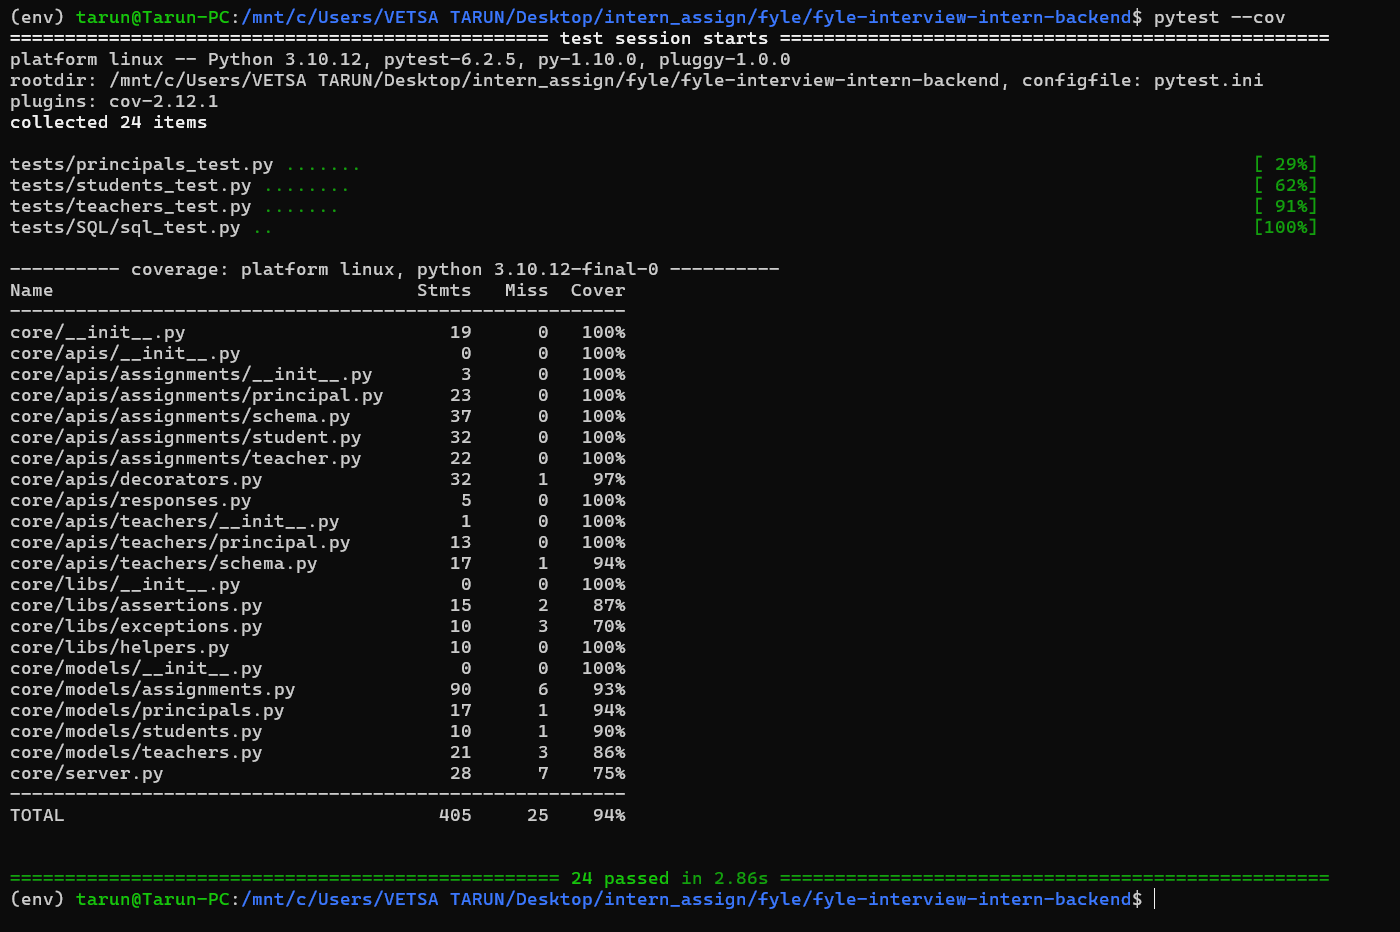 (env) tarun@Tarun-PC:/mnt/c/Users/VETSA TARUN/Desktop/intern_assign/fyle/fyle-interview-intern-backend$ pytest --cov
================================================= test session starts ==================================================
platform linux -- Python 3.10.12, pytest-6.2.5, py-1.10.0, pluggy-1.0.0
rootdir: /mnt/c/Users/VETSA TARUN/Desktop/intern_assign/fyle/fyle-interview-intern-backend, configfile: pytest.ini
plugins: cov-2.12.1
collected 24 items
tests/principals_test.py ....... [ 29%]
tests/students_test.py ........ [ 62%]
tests/teachers_test.py ....... [ 91%]
tests/SQL/sql_test.py .. [100%]
---------- coverage: platform linux, python 3.10.12-final-0 ----------
Name Stmts Miss Cover
--------------------------------------------------------
core/__init__.py 19 0 100%
core/apis/__init__.py 0 0 100%
core/apis/assignments/__init__.py 3 0 100%
core/apis/assignments/principal.py 23 0 100%
core/apis/assignments/schema.py 37 0 100%
core/apis/assignments/student.py 32 0 100%
core/apis/assignments/teacher.py 22 0 100%
core/apis/decorators.py 32 1 97%
core/apis/responses.py 5 0 100%
core/apis/teachers/__init__.py 1 0 100%
core/apis/teachers/principal.py 13 0 100%
core/apis/teachers/schema.py 17 1 94%
core/libs/__init__.py 0 0 100%
core/libs/assertions.py 15 2 87%
core/libs/exceptions.py 10 3 70%
core/libs/helpers.py 10 0 100%
core/models/__init__.py 0 0 100%
core/models/assignments.py 90 6 93%
core/models/principals.py 17 1 94%
core/models/students.py 10 1 90%
core/models/teachers.py 21 3 86%
core/server.py 28 7 75%
--------------------------------------------------------
TOTAL 405 25 94%
================================================== 24 passed in 2.86s ==================================================
(env) tarun@Tarun-PC:/mnt/c/Users/VETSA TARUN/Desktop/intern_assign/fyle/fyle-interview-intern-backend$